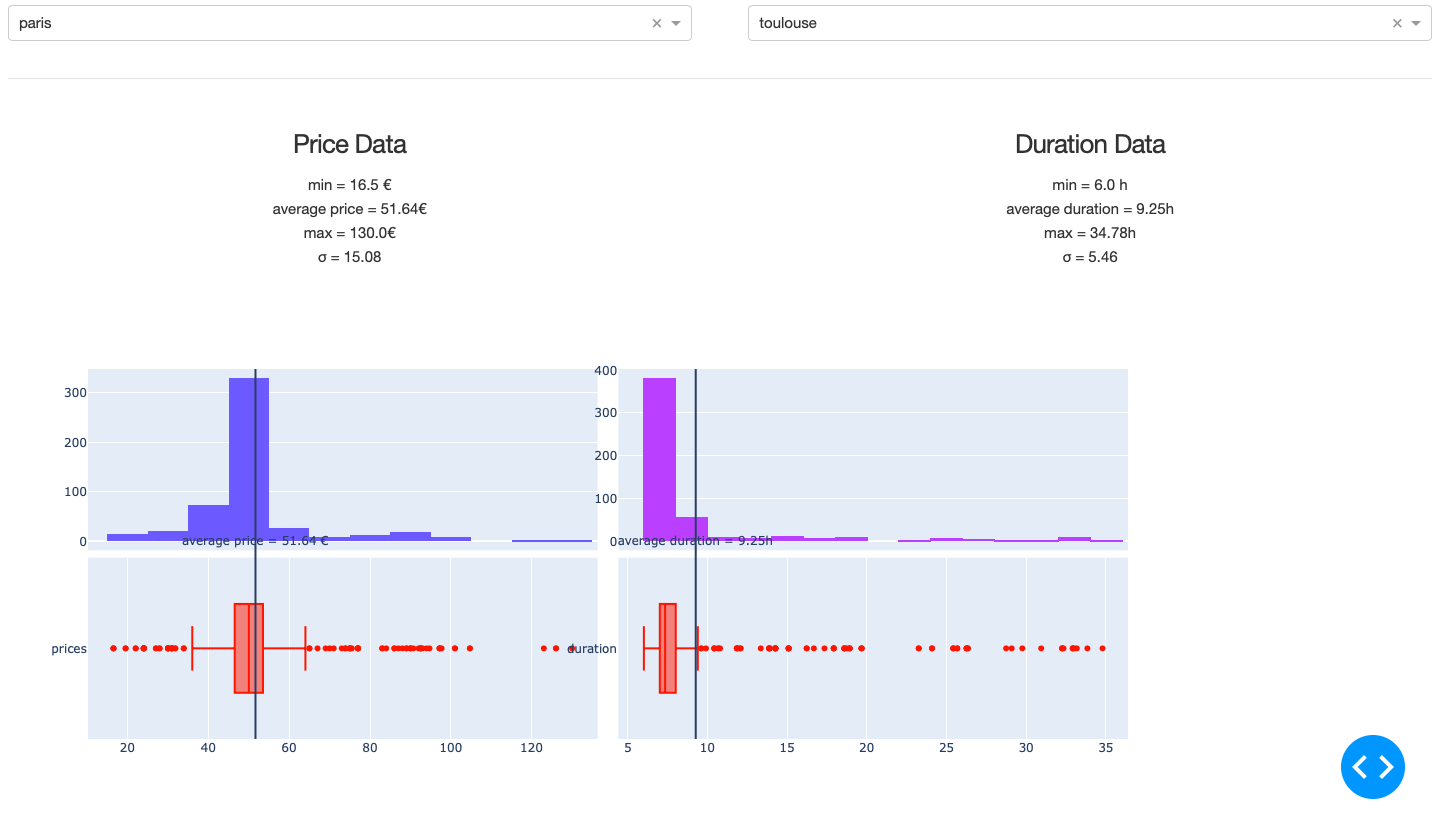 paris
toulouse
Price Data
min = 16.5 €
average price = 51.64€
max = 130.0€
σ = 15.08
Duration Data
min = 6.0 h
average duration = 9.25h
max = 34.78h
σ = 5.46
300
200
100
0
average price = 51.64 €
400
300
200
100
0
average duration = 9.25h
prices
20 40 60 80 100 120
duration
5 10 15 20 25 30 35